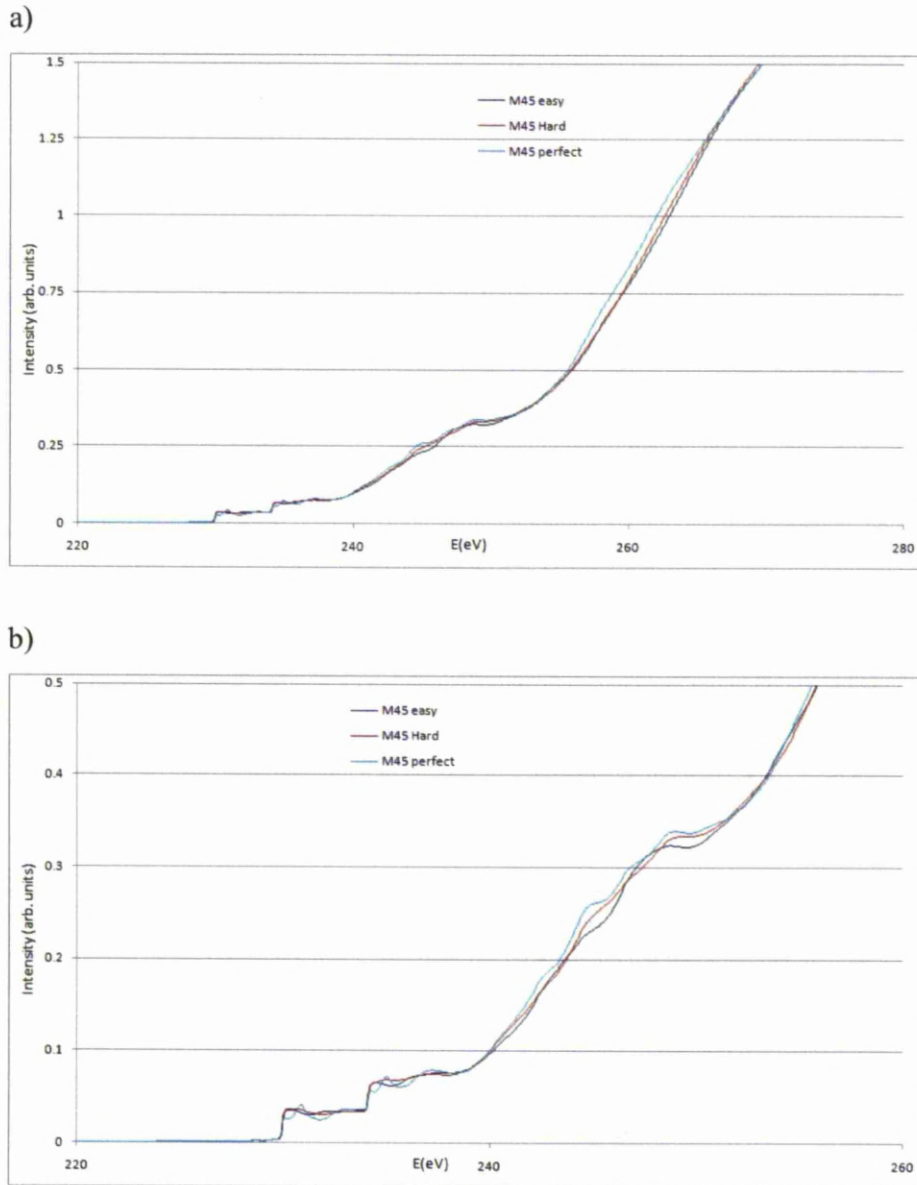 a)
1.5
1.25
1
0.75
0.5
0.25
0
Intensity (arb. units)
M45 easy
M45 Hard
M45 perfect
220
240
E(eV)
260
280
b)
0.5
0.4
0.3
0.2
0.1
0
Intensity (arb. units)
M45 easy
M45 Hard
M45 perfect
220
E(eV)
240
260